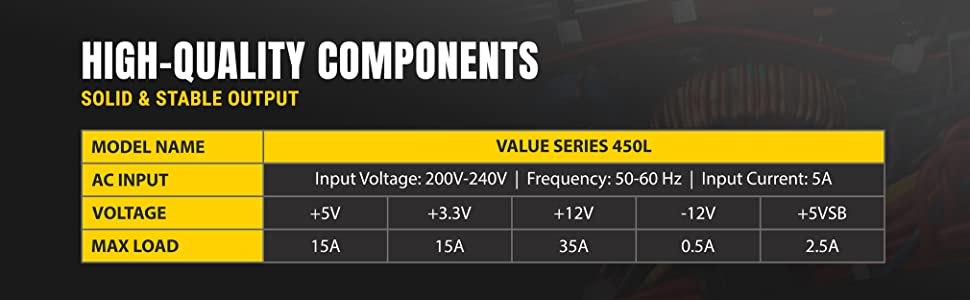 HIGH-QUALITY COMPONENTS
SOLID & STABLE OUTPUT
MODEL NAME VALUE SERIES 450L
AC INPUT Input Voltage: 200V-240V | Frequency: 50-60 Hz | Input Current: 5A
VOLTAGE +5V +3.3V +12V -12V +5VSB
MAX LOAD 15A 15A 35A 0.5A 2.5A